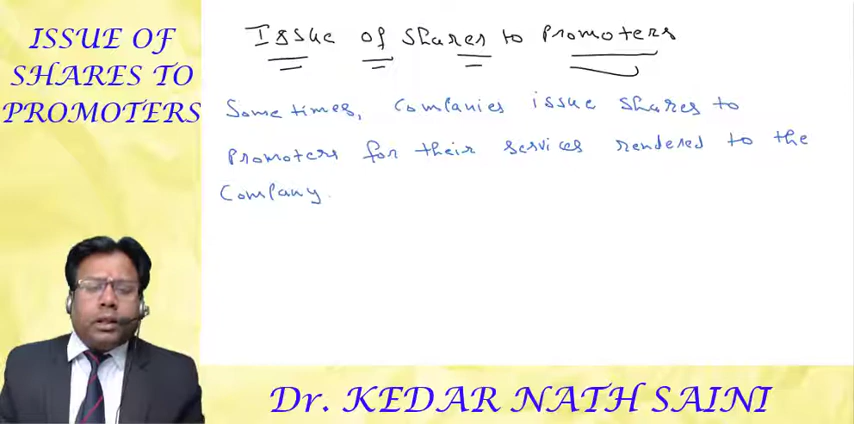 ISSUE OF
SHARES TO
PROMOTERS
Issue of Shares to Promoters
Sometimes, Companies issue shares to
Promoters for their services rendered to the
Company.
Dr. KEDAR NATH SAINI